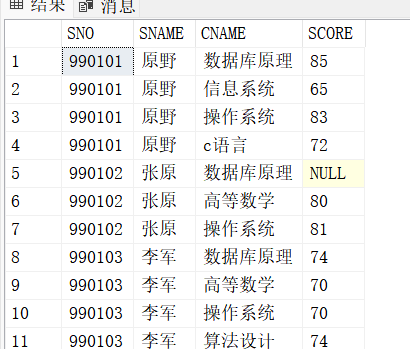 结果 消息
SNO SNAME CNAME SCORE
1 990101 原野 数据库原理 85
2 990101 原野 信息系统 65
3 990101 原野 操作系统 83
4 990101 原野 c语言 72
5 990102 张原 数据库原理 NULL
6 990102 张原 高等数学 80
7 990102 张原 操作系统 81
8 990103 李军 数据库原理 74
9 990103 李军 高等数学 70
10 990103 李军 操作系统 70
11 990103 李军 算法设计 74